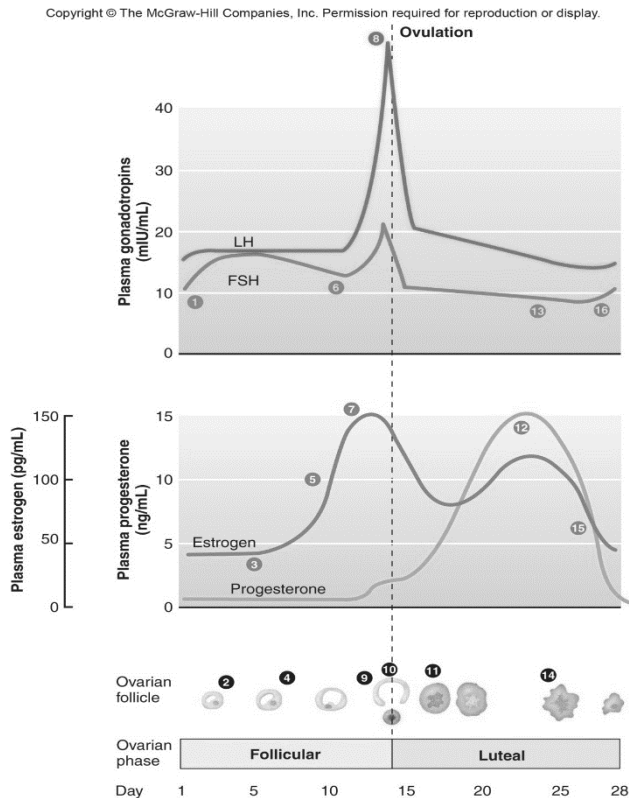 Copyright © The McGraw-Hill Companies, Inc. Permission required for reproduction or display.
8
Ovulation
Plasma gonadotropins
(mIU/mL)
40
30
20
10
0
LH
FSH
1
6
13
16
Plasma estrogen (pg/mL)
150
100
50
0
Plasma progesterone
(ng/mL)
15
10
5
0
7
12
5
15
Estrogen
3
Progesterone
Ovarian
follicle
2
4
9
10
11
14
Ovarian
phase
Follicular
Luteal
Day
1
5
10
15
20
25
28